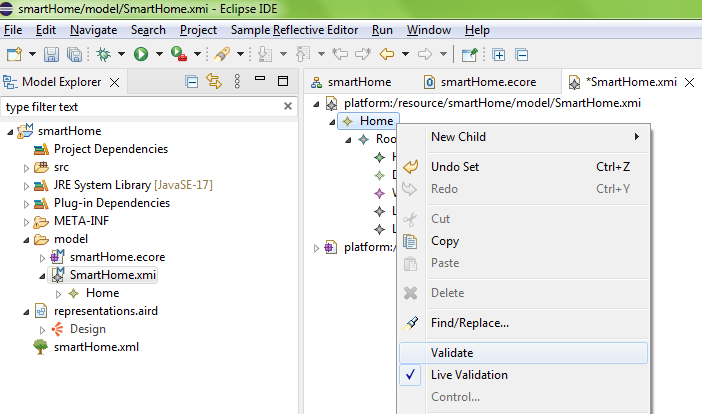 smartHome/model/SmartHome.xmi - Eclipse IDE
File Edit Navigate Search Project Sample Reflective Editor Run Window Help
Model Explorer
type filter text
smartHome
Project Dependencies
src
JRE System Library [JavaSE-17]
Plug-in Dependencies
META-INF
model
smartHome.ecore
SmartHome.xmi
Home
representations.aird
Design
smartHome.xml
smartHome smartHome.ecore *SmartHome.xmi
platform:/resource/smartHome/model/SmartHome.xmi
Home
Roo
platform:/
New Child
Undo Set Ctrl+Z
Redo Ctrl+Y
Cut
Copy
Paste
Delete
Find/Replace...
Validate
Live Validation
Control...